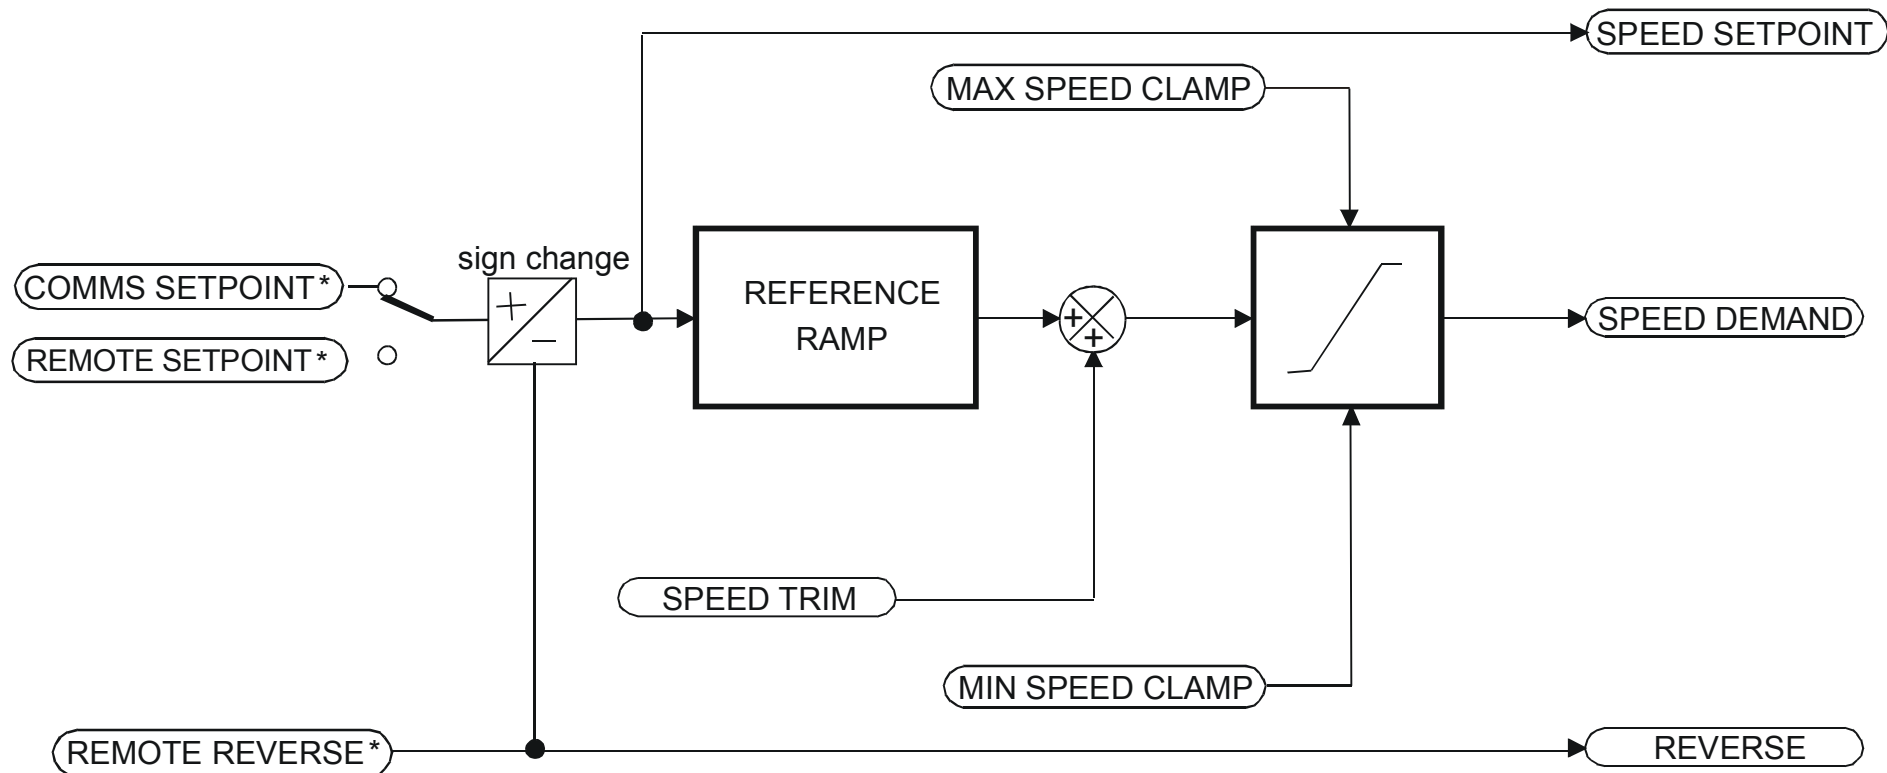 SPEED SETPOINT
MAX SPEED CLAMP
sign change
COMMS SETPOINT*
+
−
REFERENCE
RAMP
+
+
SPEED DEMAND
REMOTE SETPOINT*
SPEED TRIM
MIN SPEED CLAMP
REMOTE REVERSE*
REVERSE